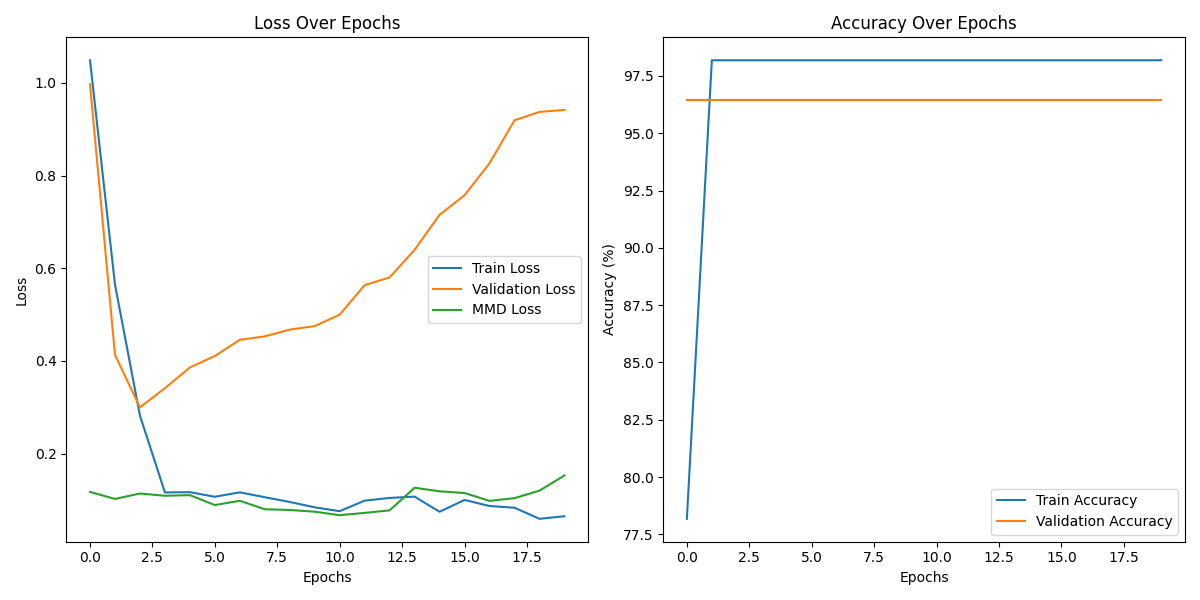 Loss Over Epochs
Loss
1.0
0.8
0.6
0.4
0.2
0.0 2.5 5.0 7.5 10.0 12.5 15.0 17.5
Epochs
Train Loss
Validation Loss
MMD Loss
Accuracy Over Epochs
Accuracy (%)
97.5
95.0
92.5
90.0
87.5
85.0
82.5
80.0
77.5
0.0 2.5 5.0 7.5 10.0 12.5 15.0 17.5
Epochs
Train Accuracy
Validation Accuracy